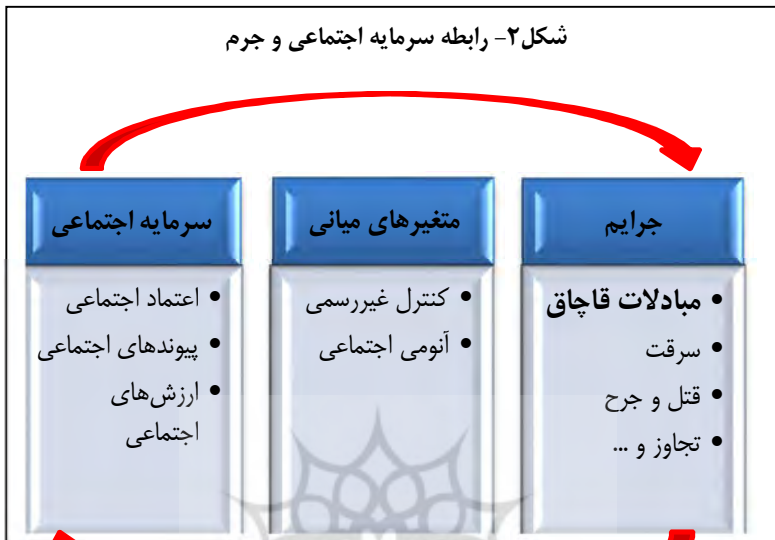 شکل۲- رابطه سرمایه اجتماعی و جرم
جرایم
• مبادلات قاچاق
• سرقت
• قتل و جرح
• تجاوز و ...
متغیرهای میانی
• کنترل غیررسمی
• آنومی اجتماعی
سرمایه اجتماعی
• اعتماد اجتماعی
• پیوندهای اجتماعی
• ارزش‌های
اجتماعی